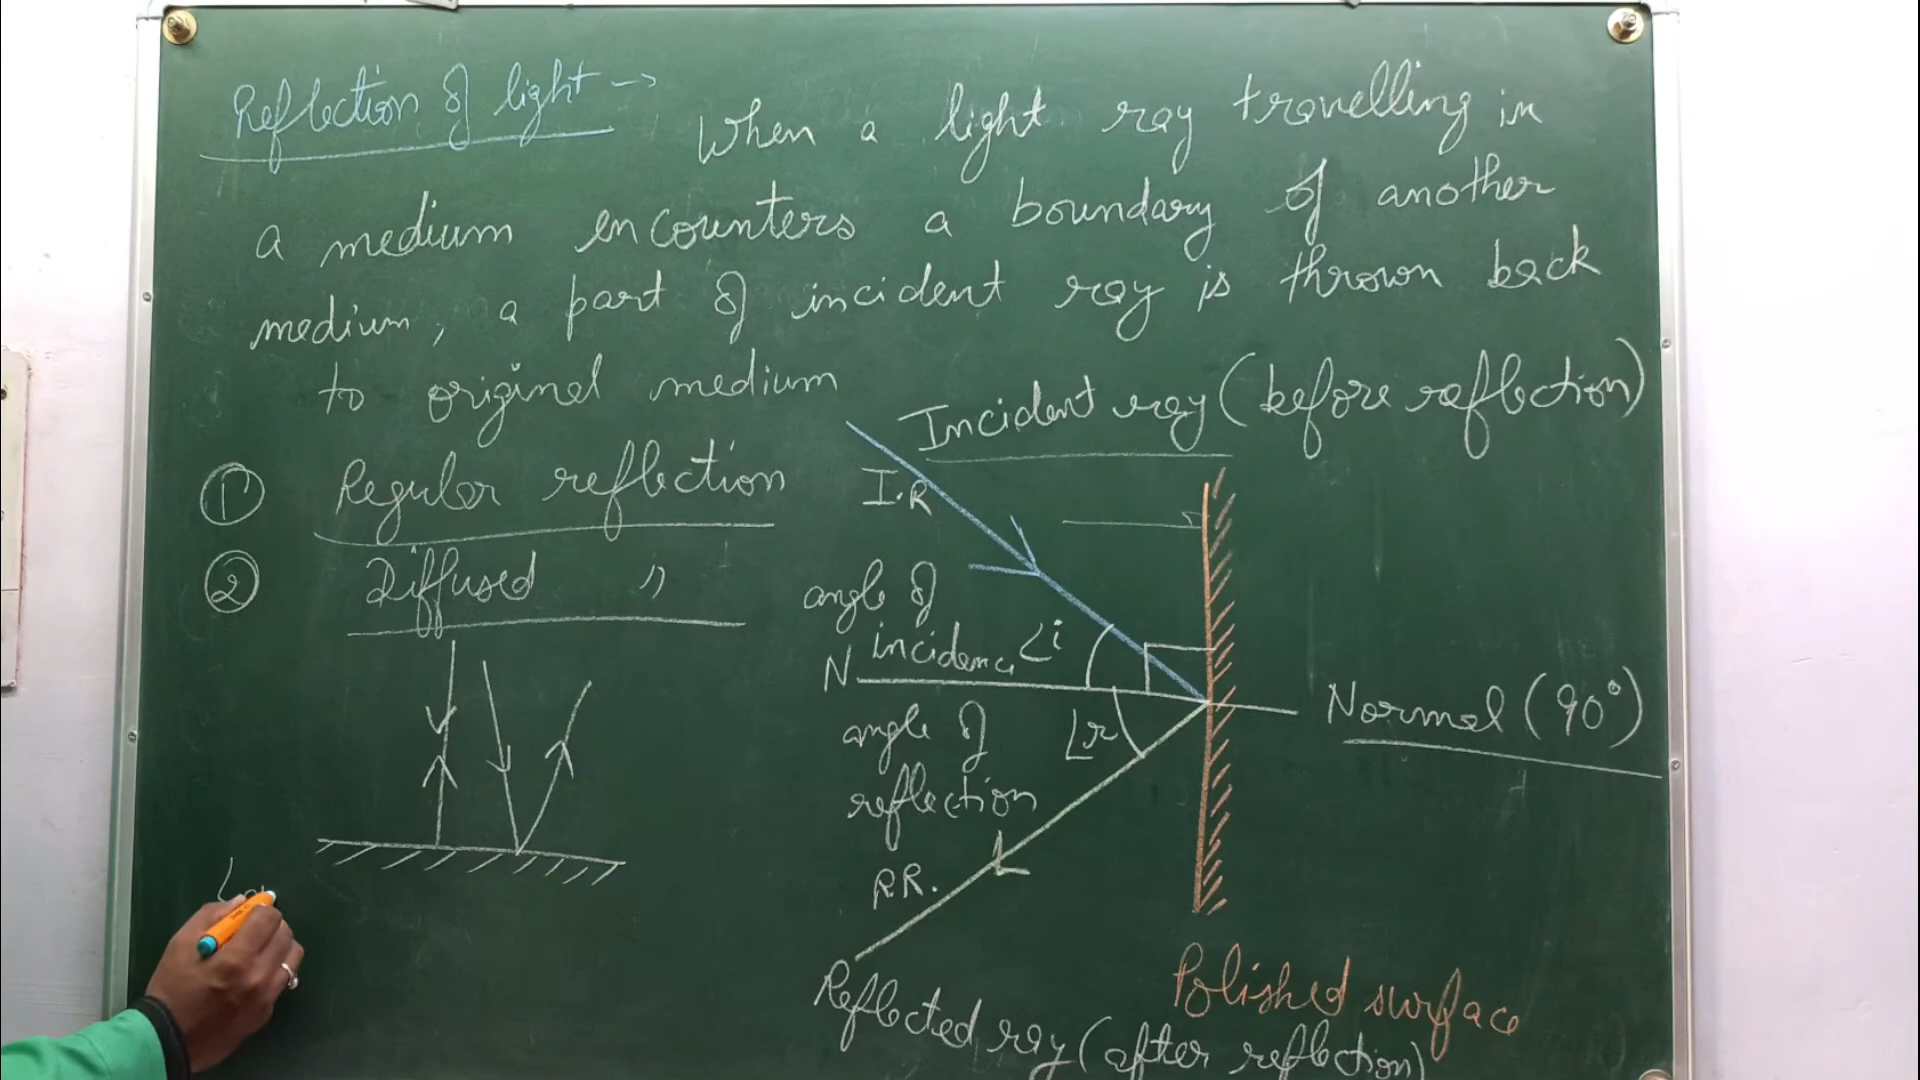 Reflection of light →
When a light ray travelling in
a medium encounters a boundary of another
medium, a part of incident ray is thrown back
to original medium
Incident ray (before reflection)
① Regular reflection
I.R
② Diffused "
angle of
incidence ∠i
N
Normal (90°)
angle of
reflection
∠r
R.R.
Polished surface
Reflected ray (after reflection)